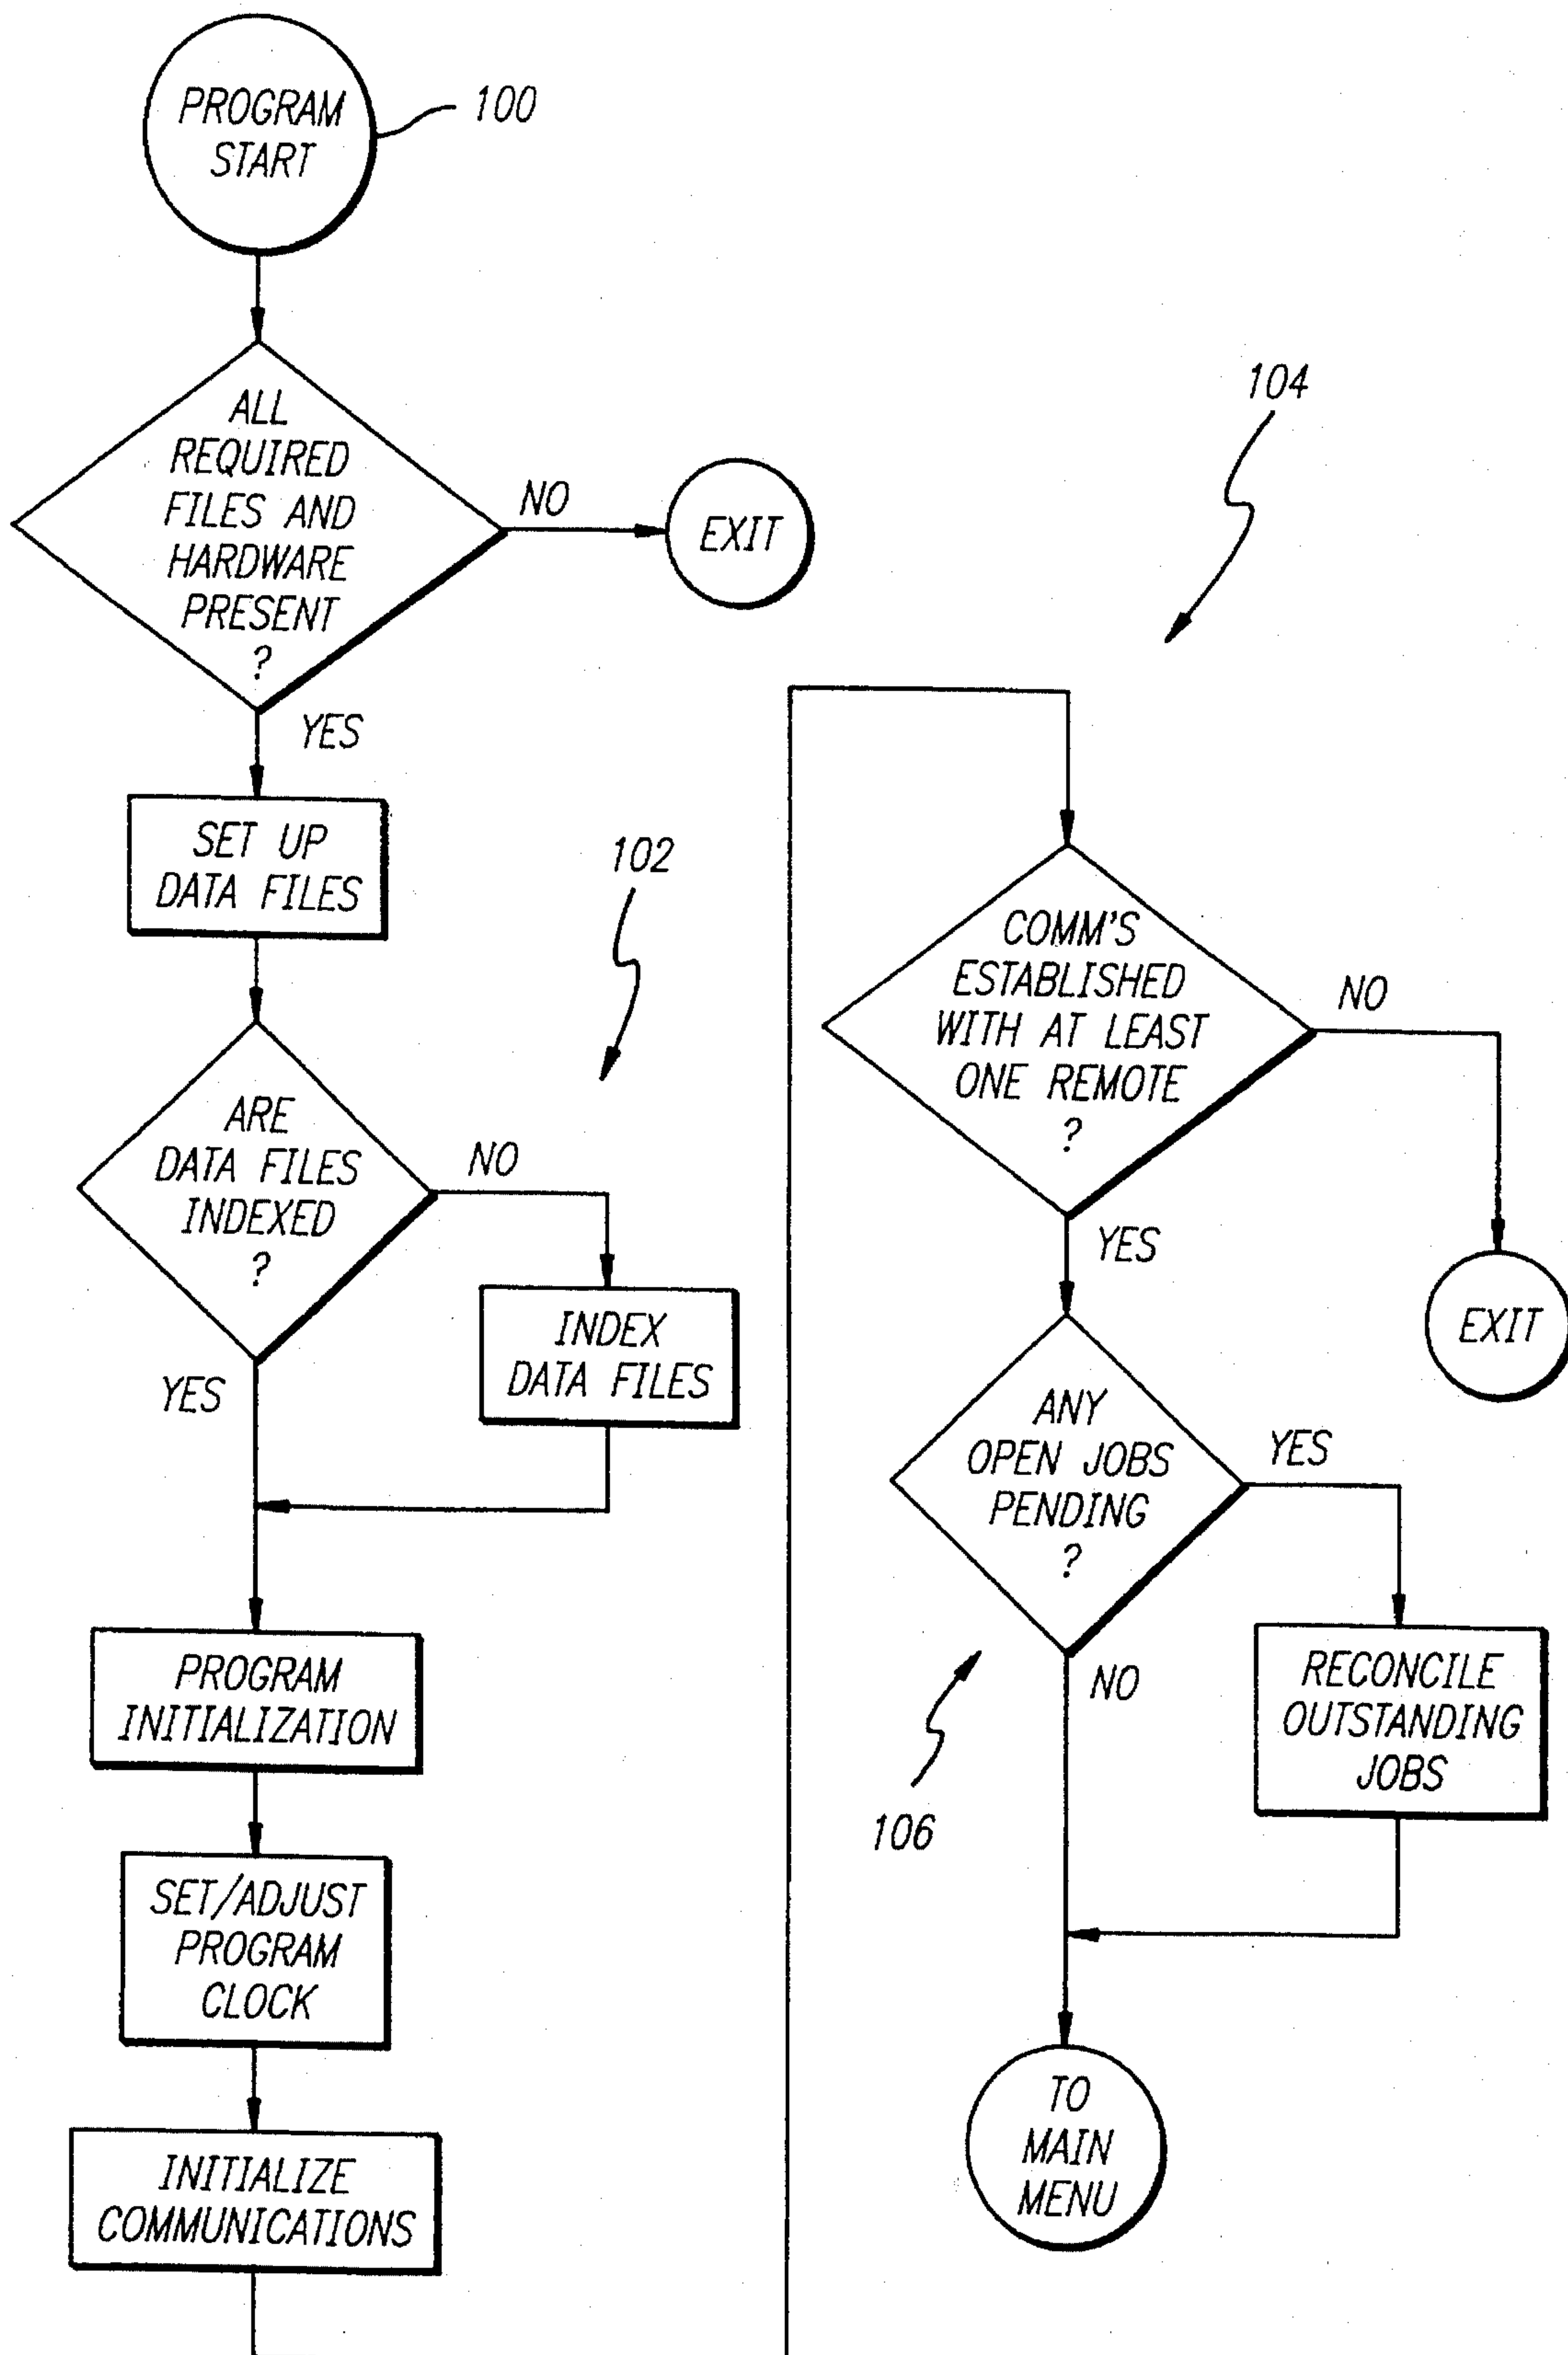 PROGRAM
START
100
ALL
REQUIRED
FILES AND
HARDWARE
PRESENT
?
NO
EXIT
YES
SET UP
DATA FILES
102
ARE
DATA FILES
INDEXED
?
NO
INDEX
DATA FILES
YES
PROGRAM
INITIALIZATION
SET/ADJUST
PROGRAM
CLOCK
INITIALIZE
COMMUNICATIONS
104
COMM'S
ESTABLISHED
WITH AT LEAST
ONE REMOTE
?
NO
EXIT
YES
ANY
OPEN JOBS
PENDING
?
YES
RECONCILE
OUTSTANDING
JOBS
NO
106
TO
MAIN
MENU